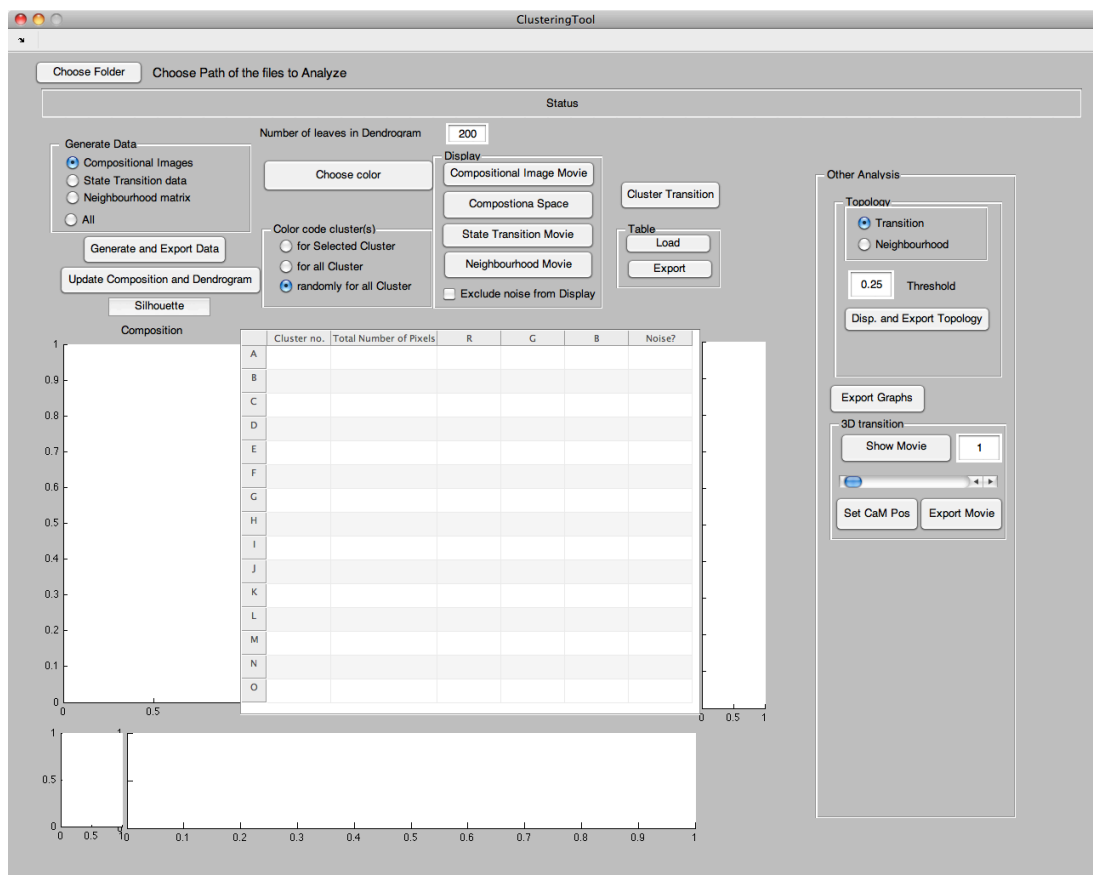 ClusteringTool
Choose Folder Choose Path of the files to Analyze
Status
Number of leaves in Dendrogram 200
Generate Data
Compositional Images
State Transition data
Neighbourhood matrix
All
Generate and Export Data
Update Composition and Dendrogram
Silhouette
Choose color
Color code cluster(s)
for Selected Cluster
for all Cluster
randomly for all Cluster
Display
Compositional Image Movie
Compostiona Space
State Transition Movie
Neighbourhood Movie
Exclude noise from Display
Cluster Transition
Table
Load
Export
Other Analysis
Topology
Transition
Neighbourhood
0.25 Threshold
Disp. and Export Topology
Export Graphs
3D transition
Show Movie 1
Set CaM Pos Export Movie
Composition
1
0.9
0.8
0.7
0.6
0.5
0.4
0.3
0.2
0.1
0
0 0.5
Cluster no. Total Number of Pixels R G B Noise?
A
B
C
D
E
F
G
H
I
J
K
L
M
N
O
0 0.5 1
1
0.5
0
0 0.5
0 0.1 0.2 0.3 0.4 0.5 0.6 0.7 0.8 0.9 1